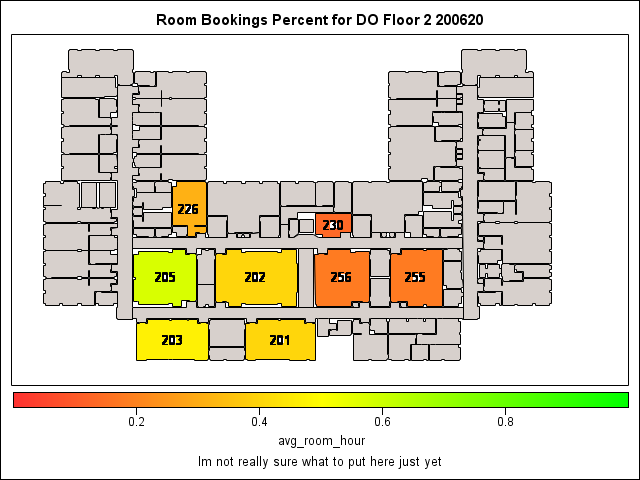 Room Bookings Percent for DO Floor 2 200620
226
230
205
202
256
255
203
201
0.2 0.4 0.6 0.8
avg_room_hour
Im not really sure what to put here just yet